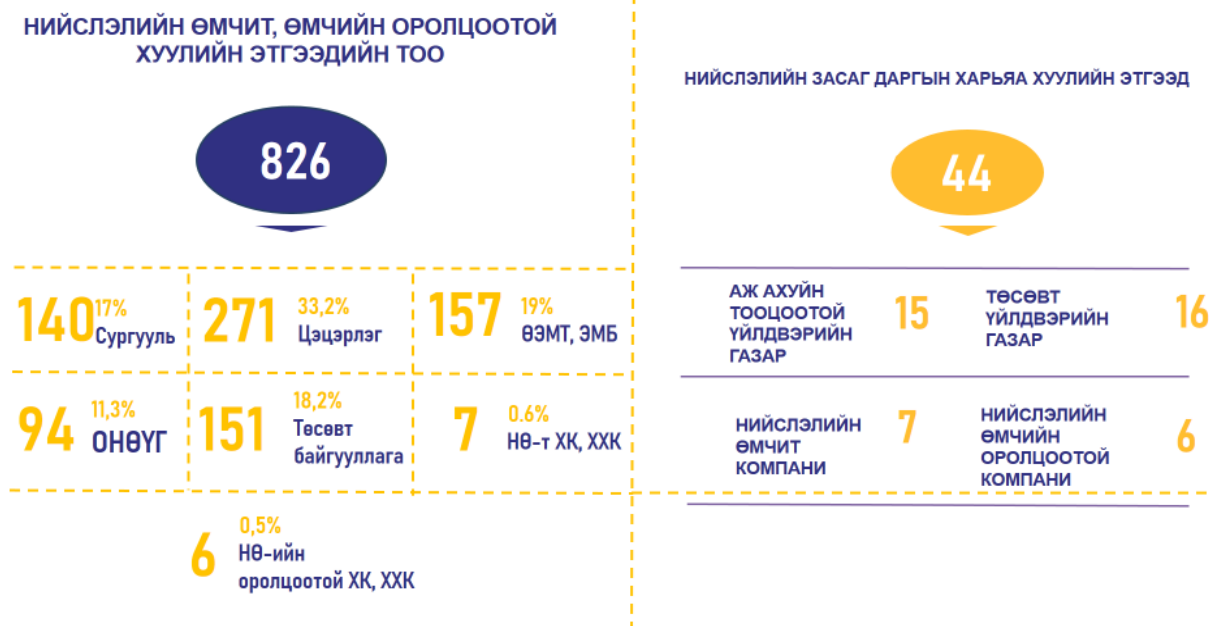 НИЙСЛЭЛИЙН ӨМЧИТ, ӨМЧИЙН ОРОЛЦООТОЙ
ХУУЛИЙН ЭТГЭЭДИЙН ТОО
826
140
17%
Сургууль
271
33,2%
Цэцэрлэг
157
19%
ӨЭМТ, ЭМБ
94
11,3%
ОНӨҮГ
151
18,2%
Төсөвт
байгууллага
7
0.6%
НӨ-т ХК, ХХК
6
0,5%
НӨ-ийн
оролцоотой ХК, ХХК
НИЙСЛЭЛИЙН ЗАСАГ ДАРГЫН ХАРЬЯА ХУУЛИЙН ЭТГЭЭД
44
АЖ АХУЙН
ТООЦООТОЙ
ҮЙЛДВЭРИЙН
ГАЗАР
15
ТӨСӨВТ
ҮЙЛДВЭРИЙН
ГАЗАР
16
НИЙСЛЭЛИЙН
ӨМЧИТ
КОМПАНИ
7
НИЙСЛЭЛИЙН
ӨМЧИЙН
ОРОЛЦООТОЙ
КОМПАНИ
6